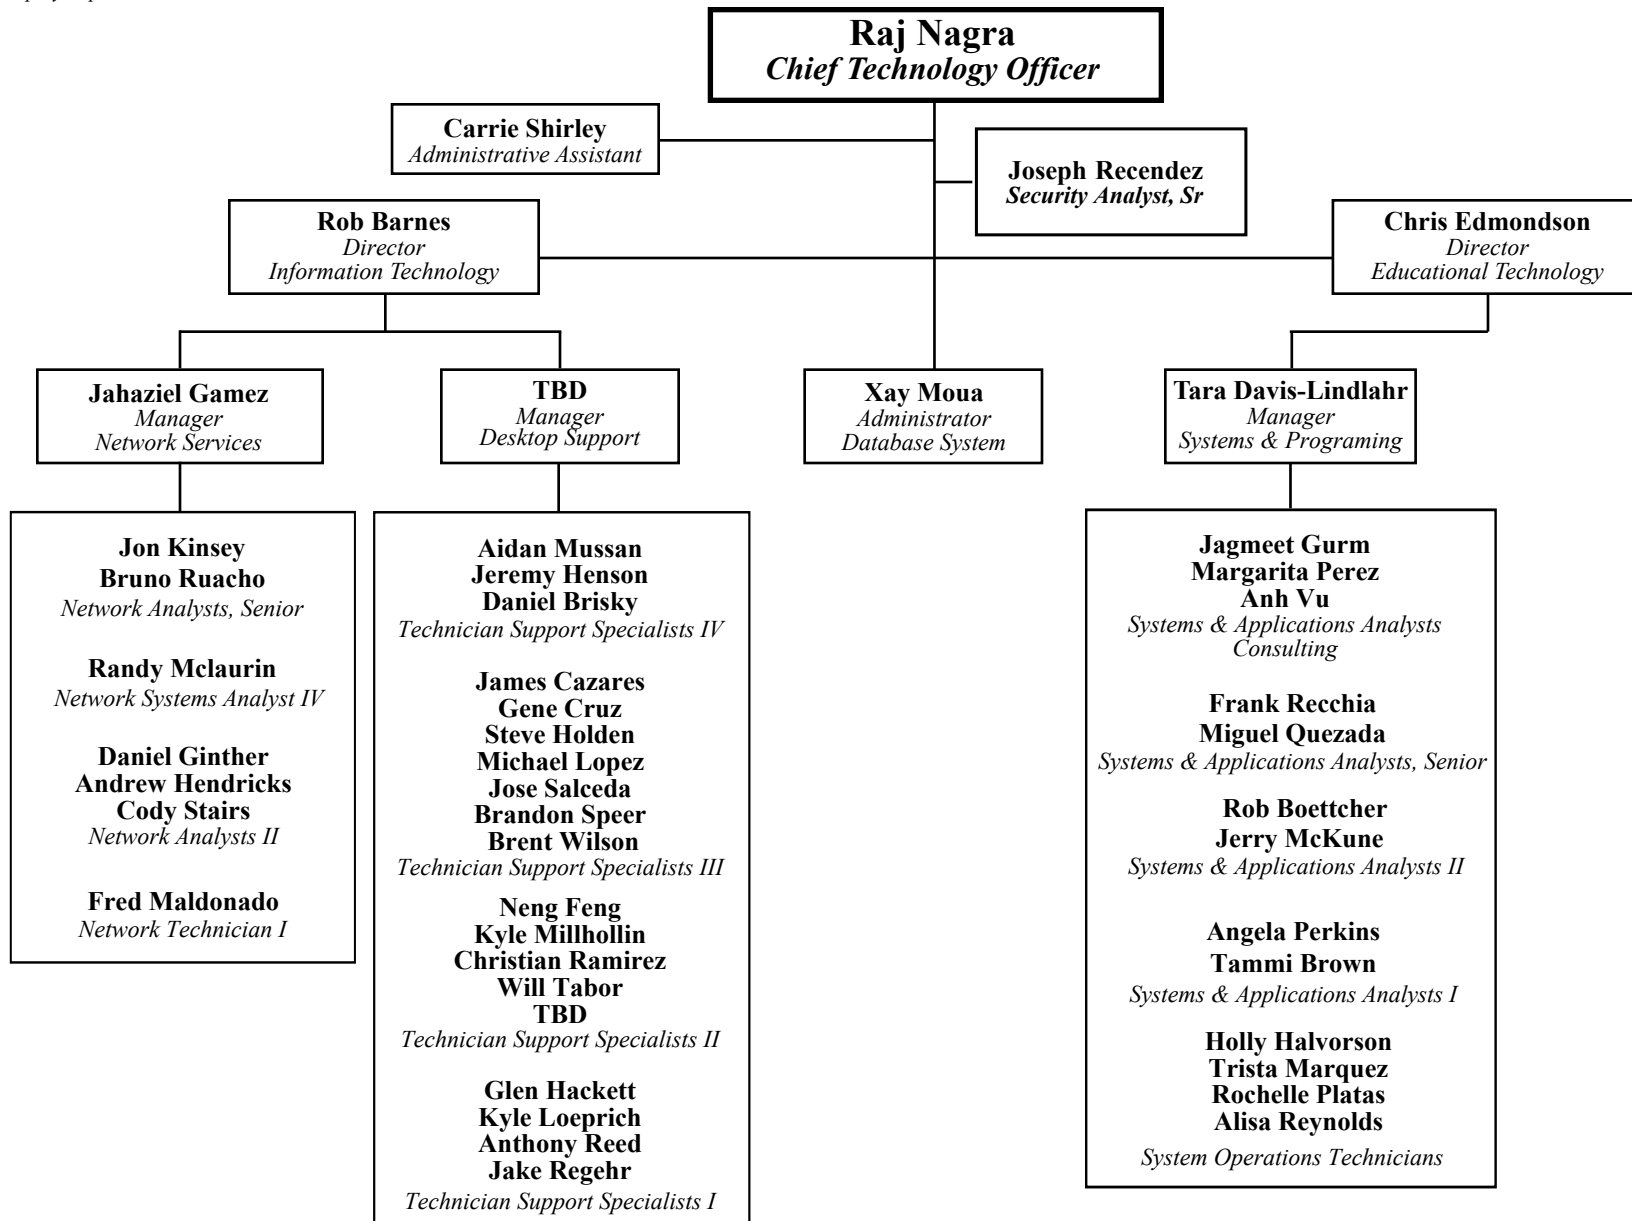 Raj Nagra
Chief Technology Officer
Carrie Shirley
Administrative Assistant
Joseph Recendez
Security Analyst, Sr
Rob Barnes
Director
Information Technology
Chris Edmondson
Director
Educational Technology
Jahaziel Gamez
Manager
Network Services
TBD
Manager
Desktop Support
Xay Moua
Administrator
Database System
Tara Davis-Lindlahr
Manager
Systems & Programing
Jon Kinsey
Bruno Ruacho
Network Analysts, Senior
Randy Mclaurin
Network Systems Analyst IV
Daniel Ginther
Andrew Hendricks
Cody Stairs
Network Analysts II
Fred Maldonado
Network Technician I
Aidan Mussan
Jeremy Henson
Daniel Brisky
Technician Support Specialists IV
James Cazares
Gene Cruz
Steve Holden
Michael Lopez
Jose Salceda
Brandon Speer
Brent Wilson
Technician Support Specialists III
Neng Feng
Kyle Millhollin
Christian Ramirez
Will Tabor
TBD
Technician Support Specialists II
Glen Hackett
Kyle Loeprich
Anthony Reed
Jake Regehr
Technician Support Specialists I
Jagmeet Gurm
Margarita Perez
Anh Vu
Systems & Applications Analysts
Consulting
Frank Recchia
Miguel Quezada
Systems & Applications Analysts, Senior
Rob Boettcher
Jerry McKune
Systems & Applications Analysts II
Angela Perkins
Tammi Brown
Systems & Applications Analysts I
Holly Halvorson
Trista Marquez
Rochelle Platas
Alisa Reynolds
System Operations Technicians